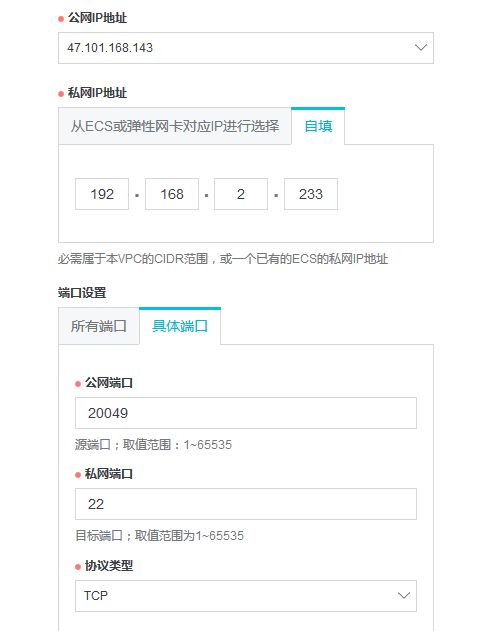 公网IP地址
47.101.168.143
私网IP地址
从ECS或弹性网卡对应IP进行选择 自填
192 . 168 . 2 . 233
必需属于本VPC的CIDR范围，或一个已有的ECS的私网IP地址
端口设置
所有端口 具体端口
公网端口
20049
源端口；取值范围：1~65535
私网端口
22
目标端口；取值范围为1~65535
协议类型
TCP